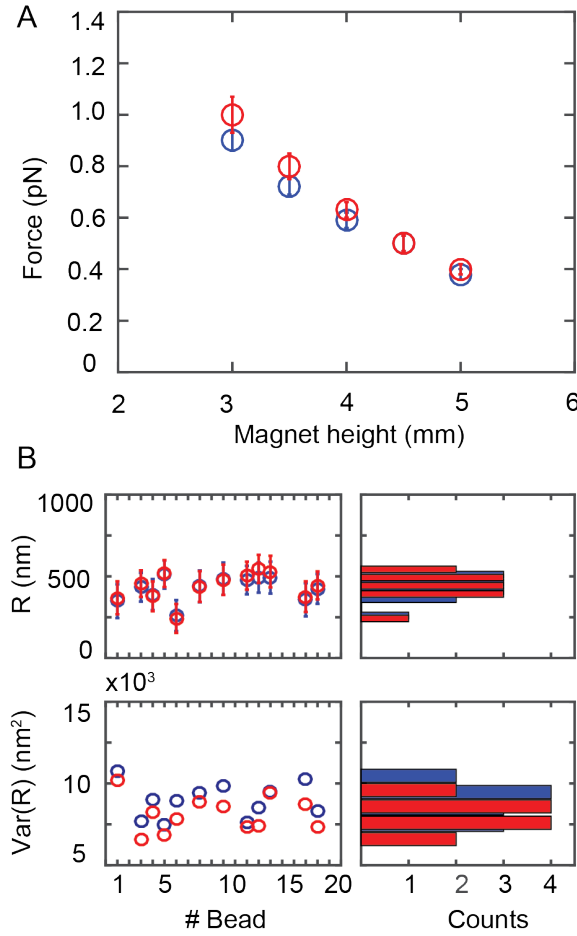 A
1.4
1.2
1.0
0.8
0.6
0.4
0.2
0
Force (pN)
2 3 4 5 6
Magnet height (mm)
B
1000
500
0
R (nm)
x10³
15
10
5
Var(R) (nm²)
1 5 10 15 20
# Bead
1 2 3 4
Counts